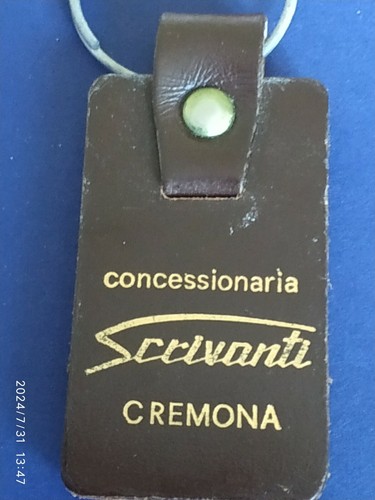 concessionaria
Scrivanti
CREMONA
2024/7/31 13:47